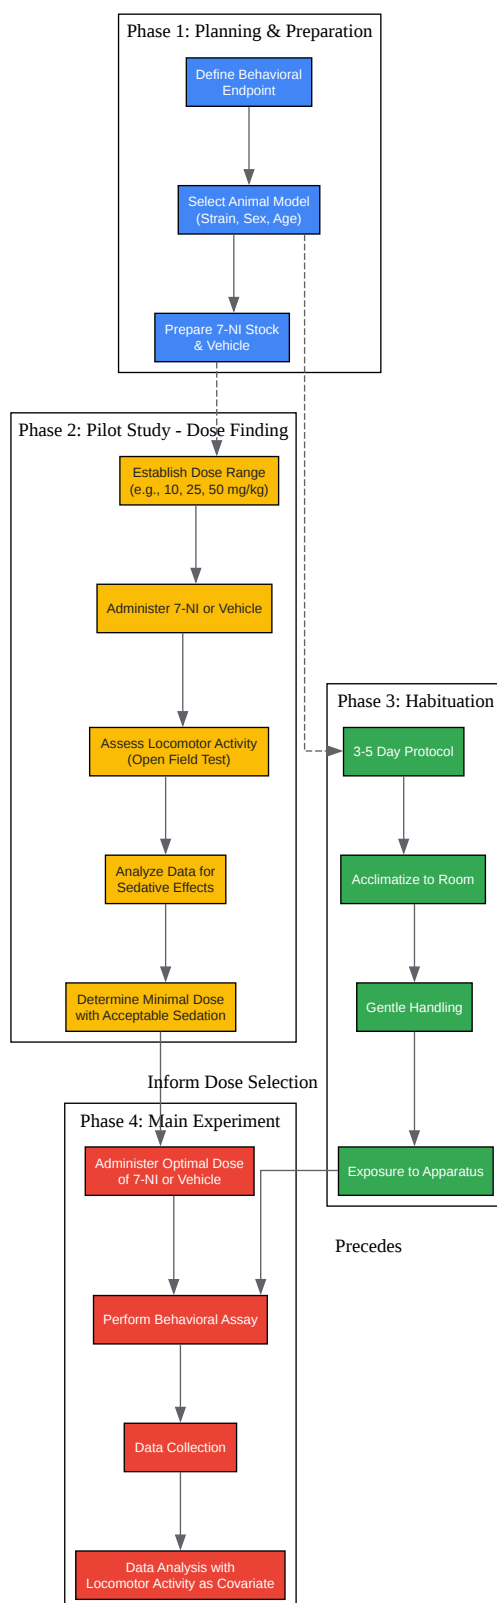 Phase 1: Planning & Preparation
Define Behavioral
Endpoint
Select Animal Model
(Strain, Sex, Age)
Prepare 7-NI Stock
& Vehicle
Phase 2: Pilot Study - Dose Finding
Establish Dose Range
(e.g., 10, 25, 50 mg/kg)
Administer 7-NI or Vehicle
Assess Locomotor Activity
(Open Field Test)
Analyze Data for
Sedative Effects
Determine Minimal Dose
with Acceptable Sedation
Phase 3: Habituation
3-5 Day Protocol
Acclimatize to Room
Gentle Handling
Exposure to Apparatus
Inform Dose Selection
Precedes
Phase 4: Main Experiment
Administer Optimal Dose
of 7-NI or Vehicle
Perform Behavioral Assay
Data Collection
Data Analysis with
Locomotor Activity as Covariate